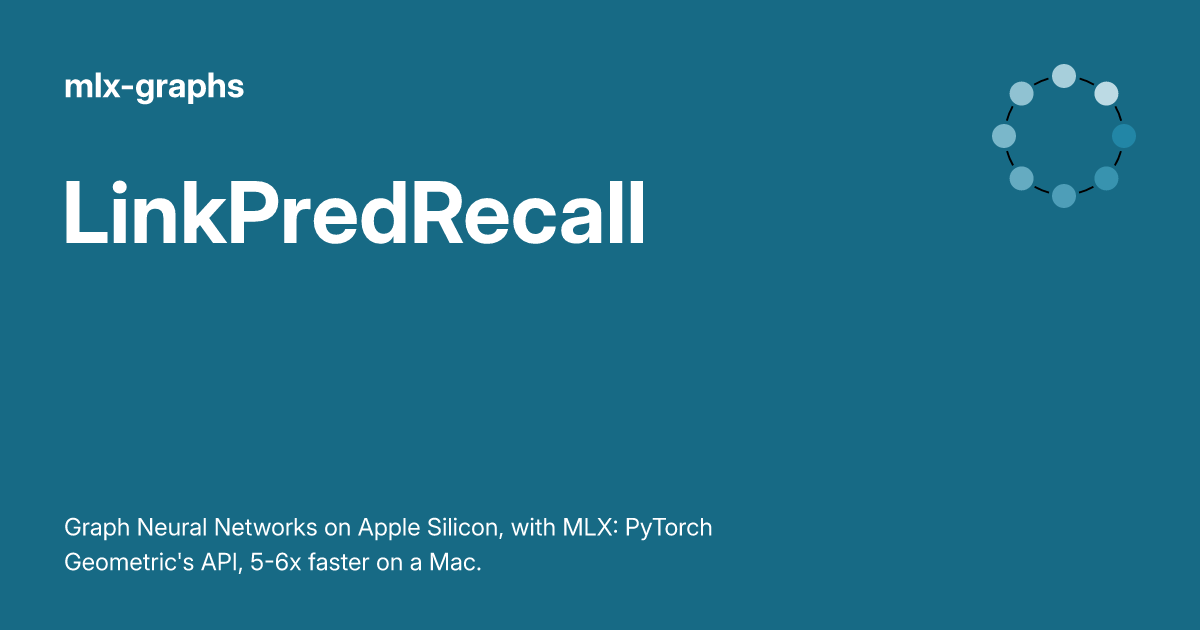 mlx-graphs
LinkPredRecall
Graph Neural Networks on Apple Silicon, with MLX: PyTorch
Geometric's API, 5-6x faster on a Mac.